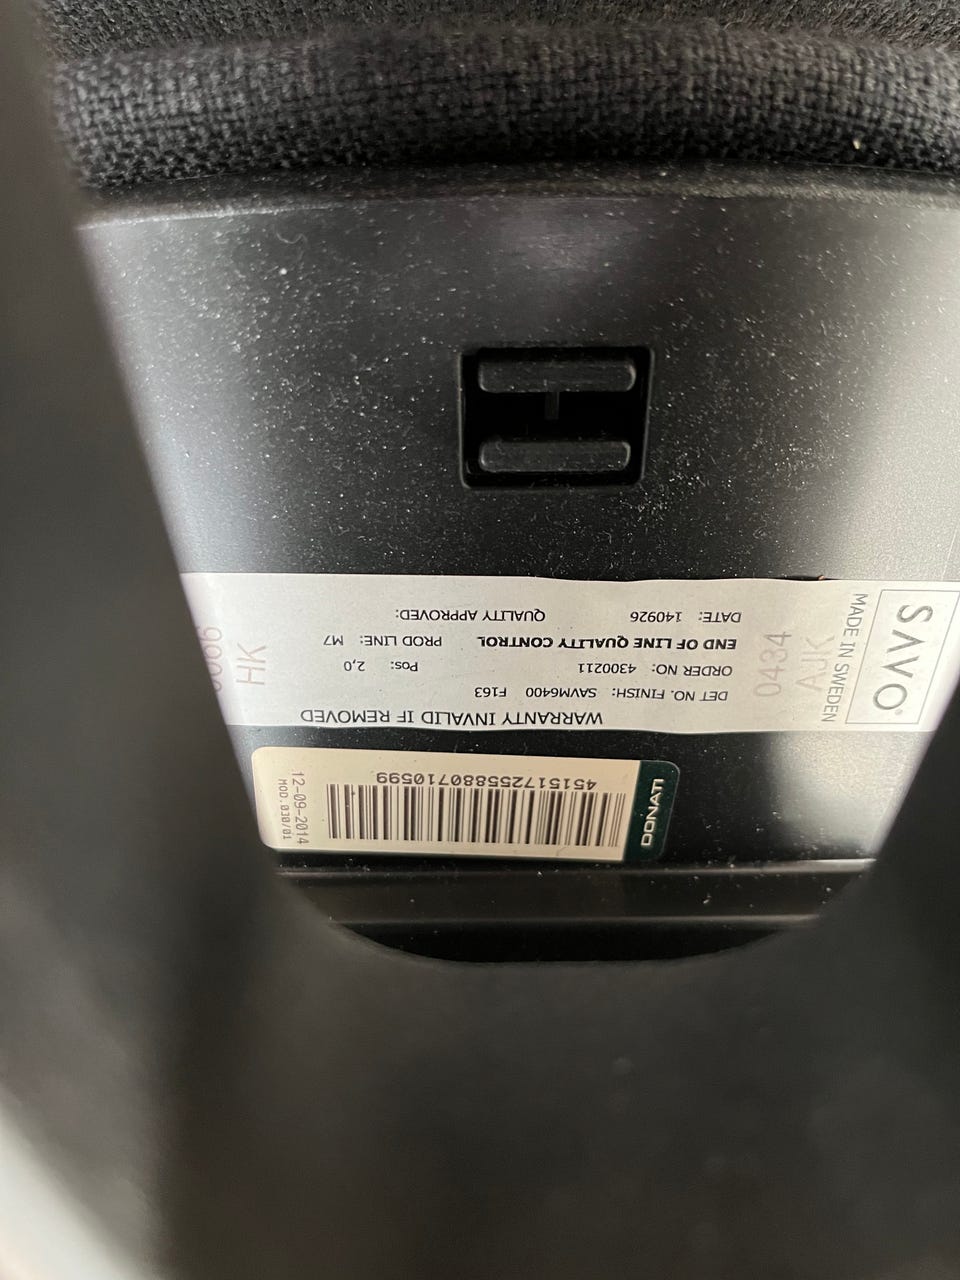 WARRANTY INVALID IF REMOVED
DET NO. FINISH: SAVM6400 F163
ORDER NO: 4300211 Pos: 2,0
END OF LINE QUALITY CONTROL PROD LINE: M7
DATE: 140926 QUALITY APPROVED:
SAVO
MADE IN SWEDEN
AJK
0434
HK
DONATI
4515172555880710599
12-09-2014
MOD.030/01